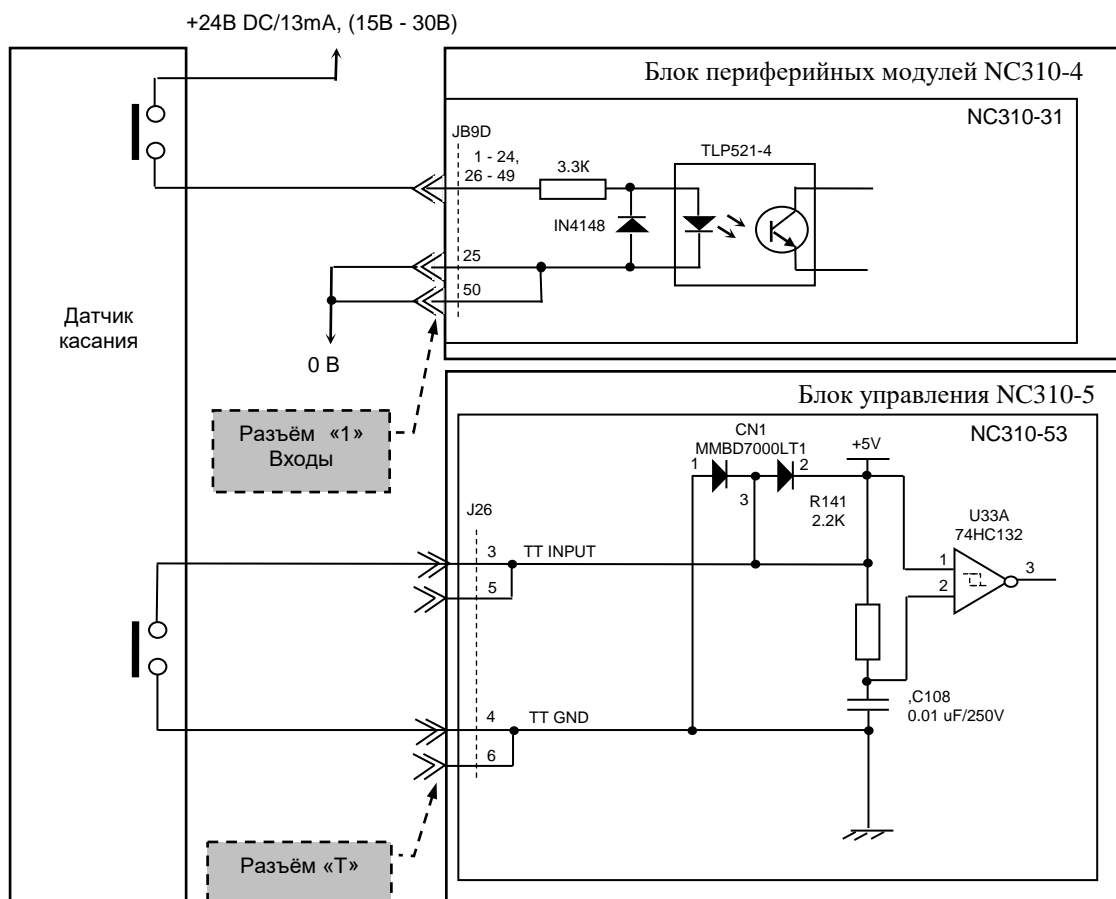 +24В DC/13mA, (15В - 30В)
Блок периферийных модулей NC310-4
NC310-31
JB9D
1 - 24,
26 - 49
3.3К
TLP521-4
IN4148
25
50
Датчик
касания
0 В
Разъём «1»
Входы
Блок управления NC310-5
NC310-53
CN1
MMBD7000LT1
+5V
1
2
3
R141
2.2K
U33A
74HC132
J26
3
TT INPUT
5
1
2
3
4
TT GND
6
,C108
0.01 uF/250V
Разъём «Т»